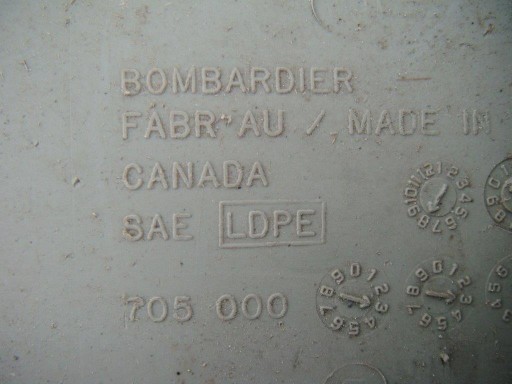 BOMBARDIER
FABR AU / MADE IN
CANADA
SAE LDPE
705 000